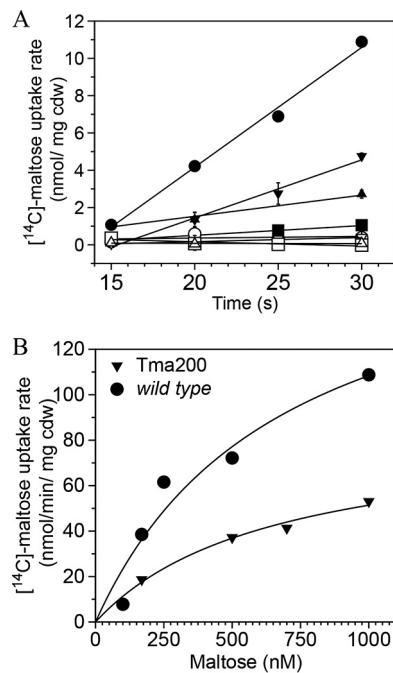 A
[¹⁴C]-maltose uptake rate
(nmol/ mg cdw)
12
10
8
6
4
2
0
15 20 25 30
Time (s)
B
[¹⁴C]-maltose uptake rate
(nmol/min/ mg cdw)
120
100
80
60
40
20
0
Tma200
wild type
0 250 500 750 1000
Maltose (nM)